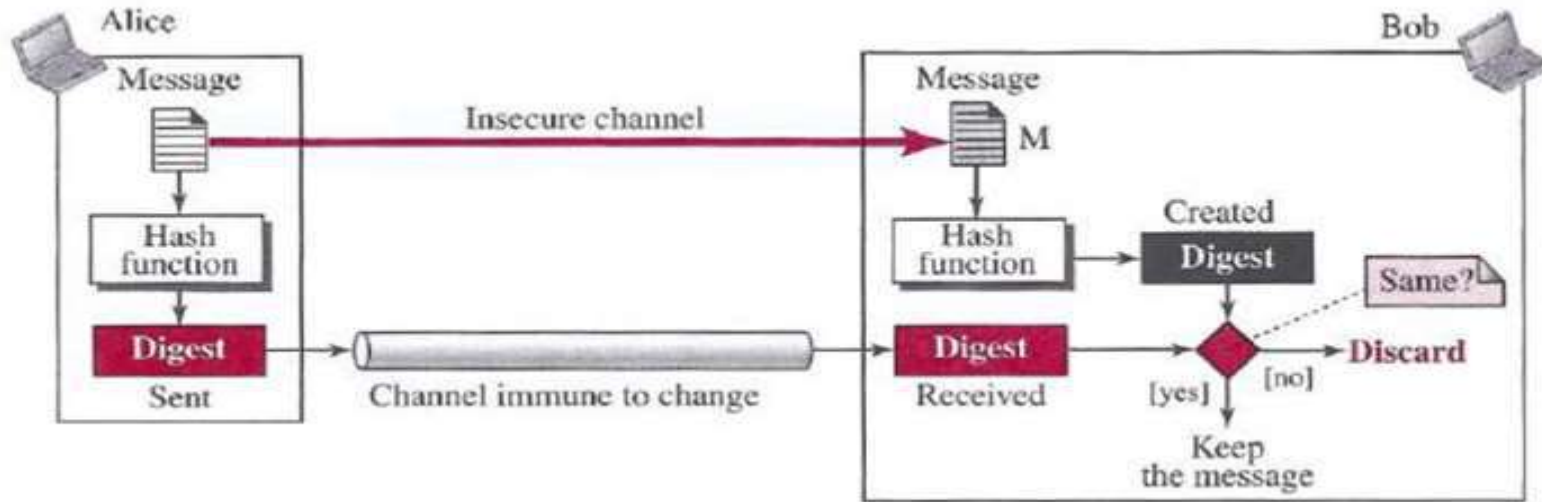 Alice
Bob
Message
Insecure channel
Message
M
Hash
function
Hash
function
Created
Digest
Same?
Digest
Sent
Channel immune to change
Digest
Received
[yes]
[no]
Discard
Keep
the message